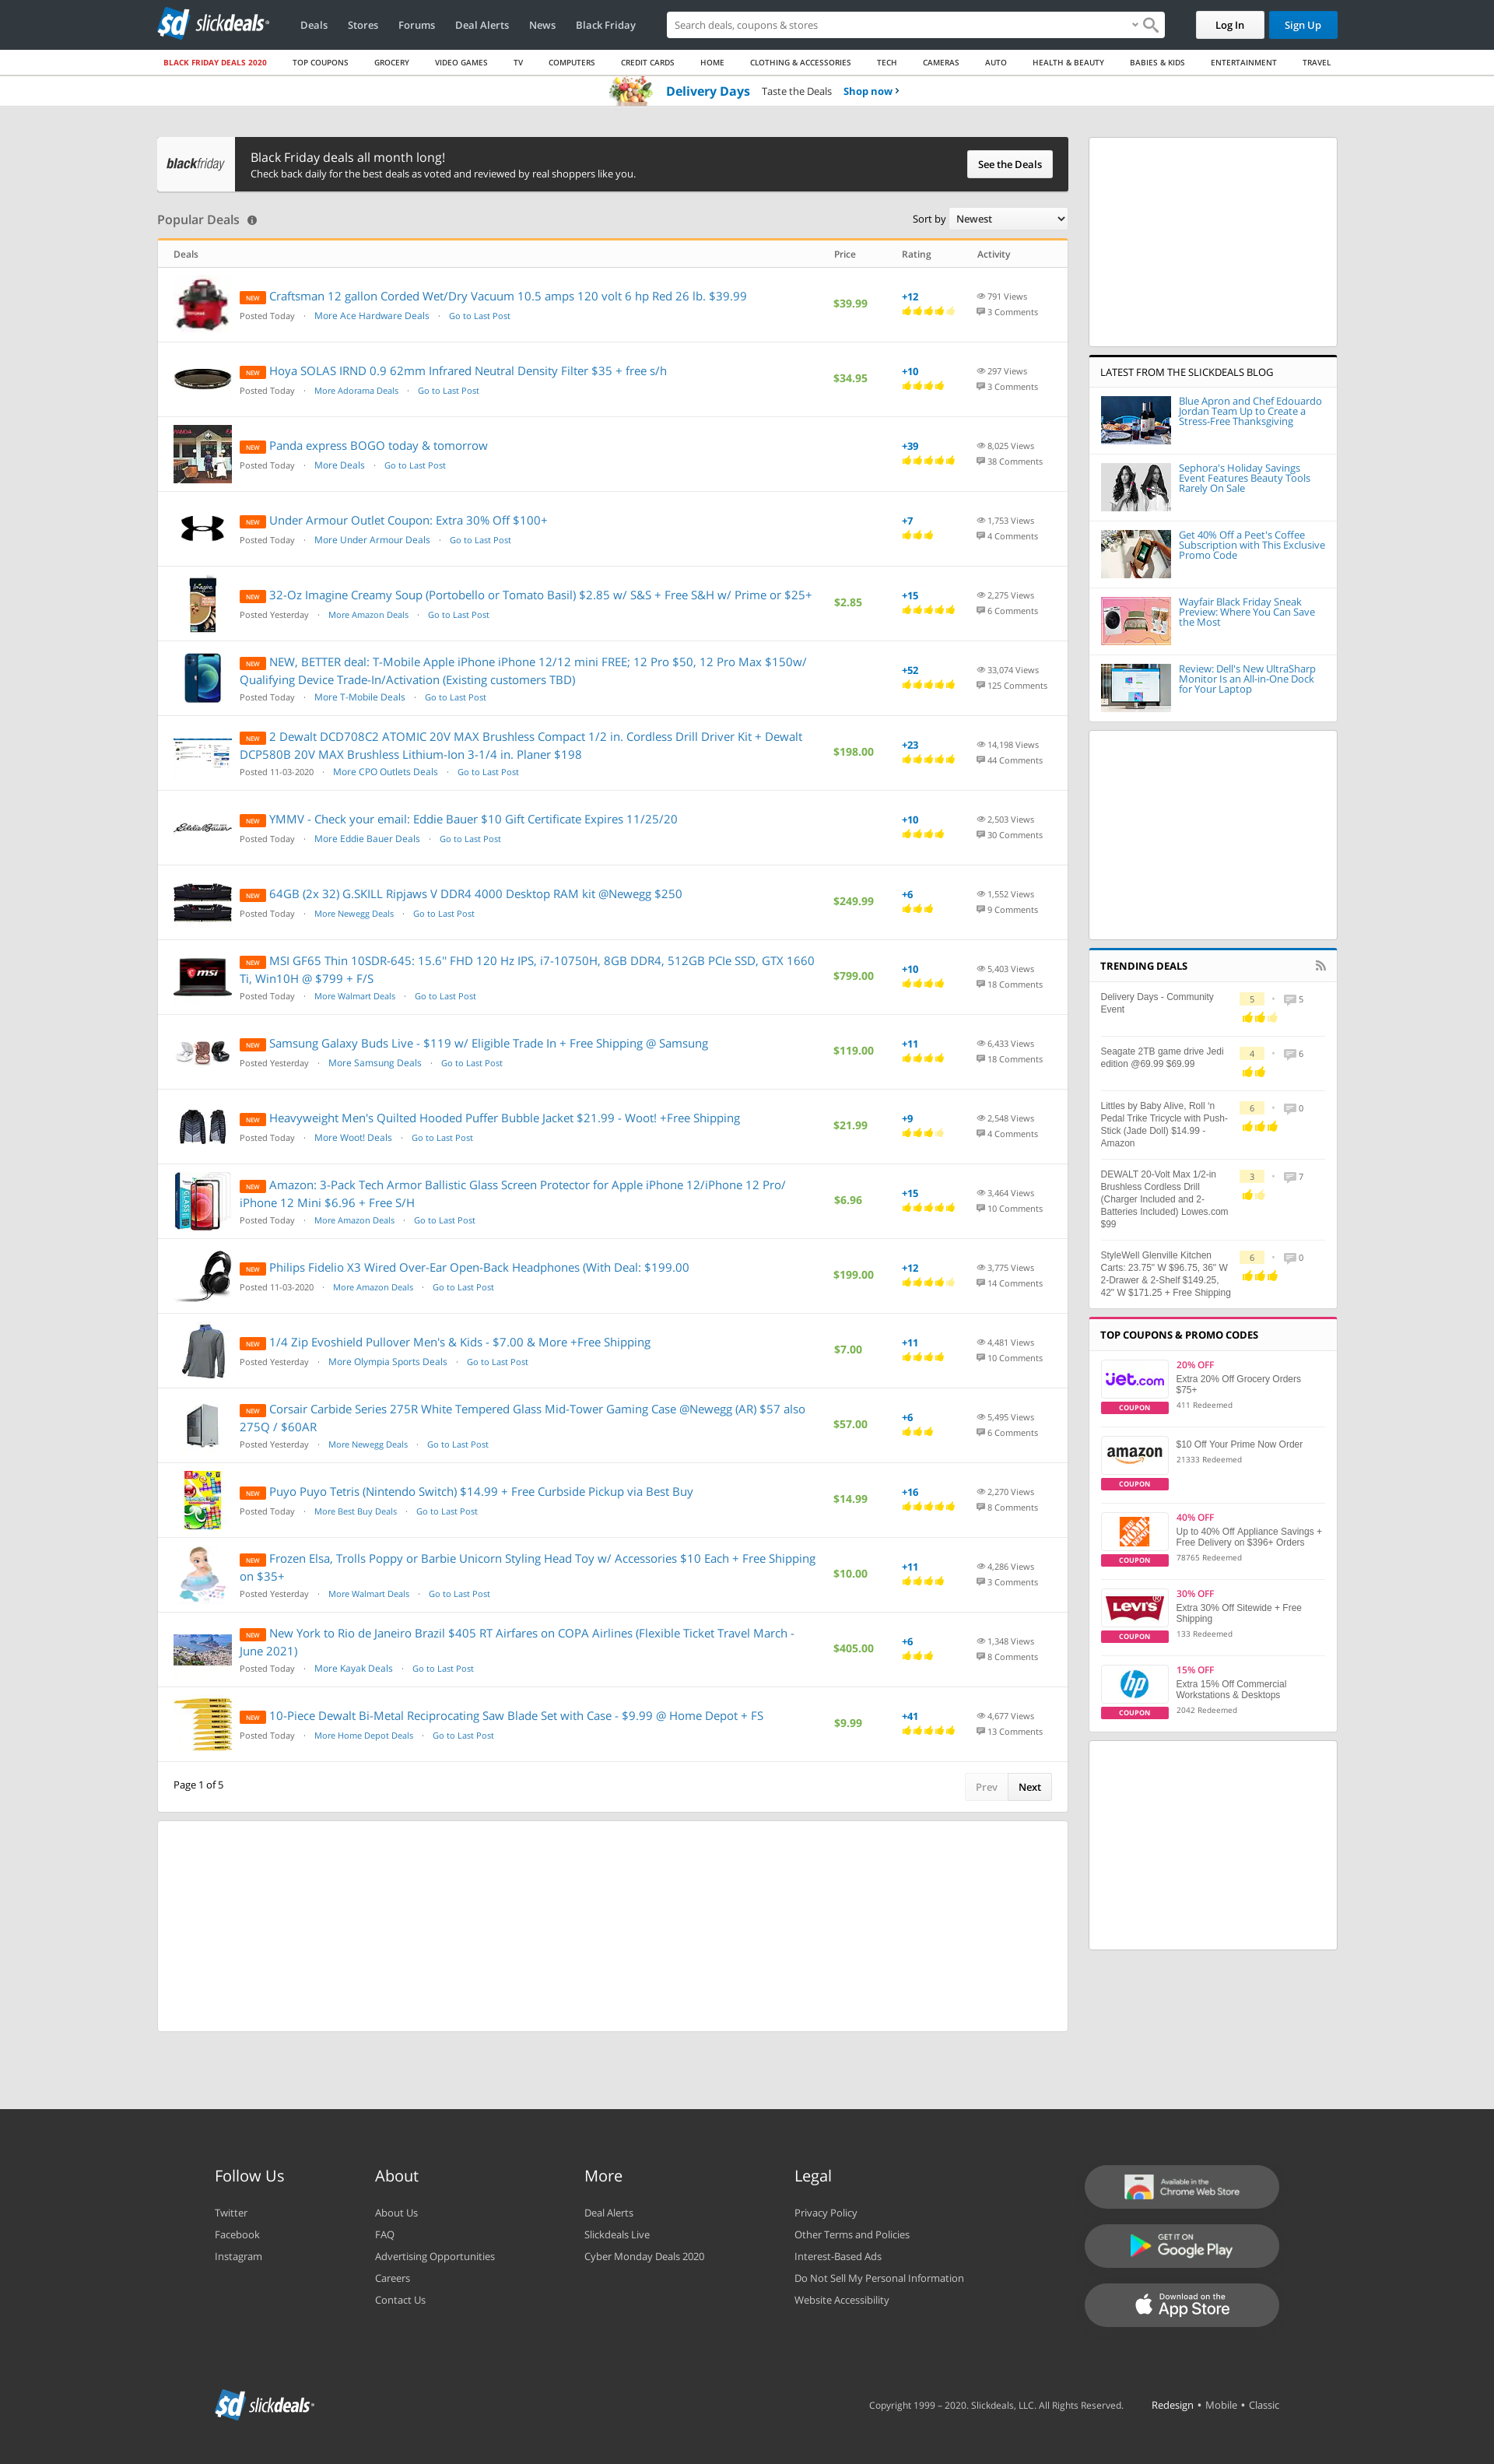 sd slickdeals
Deals Stores Forums Deal Alerts News Black Friday
Search deals, coupons & stores
Log In Sign Up
BLACK FRIDAY DEALS 2020 TOP COUPONS GROCERY VIDEO GAMES TV COMPUTERS CREDIT CARDS HOME CLOTHING & ACCESSORIES TECH CAMERAS AUTO HEALTH & BEAUTY BABIES & KIDS ENTERTAINMENT TRAVEL
Delivery Days Taste the Deals Shop now ›
blackfriday
Black Friday deals all month long!
Check back daily for the best deals as voted and reviewed by real shoppers like you.
See the Deals
Popular Deals
Sort by Newest
Deals Price Rating Activity
NEW Craftsman 12 gallon Corded Wet/Dry Vacuum 10.5 amps 120 volt 6 hp Red 26 lb. $39.99
Posted Today · More Ace Hardware Deals · Go to Last Post
$39.99
+12
791 Views
3 Comments
NEW Hoya SOLAS IRND 0.9 62mm Infrared Neutral Density Filter $35 + free s/h
Posted Today · More Adorama Deals · Go to Last Post
$34.95
+10
297 Views
3 Comments
NEW Panda express BOGO today & tomorrow
Posted Today · More Deals · Go to Last Post
+39
8,025 Views
38 Comments
NEW Under Armour Outlet Coupon: Extra 30% Off $100+
Posted Today · More Under Armour Deals · Go to Last Post
+7
1,753 Views
4 Comments
NEW 32-Oz Imagine Creamy Soup (Portobello or Tomato Basil) $2.85 w/ S&S + Free S&H w/ Prime or $25+
Posted Yesterday · More Amazon Deals · Go to Last Post
$2.85
+15
2,275 Views
6 Comments
NEW NEW, BETTER deal: T-Mobile Apple iPhone iPhone 12/12 mini FREE; 12 Pro $50, 12 Pro Max $150w/
Qualifying Device Trade-In/Activation (Existing customers TBD)
Posted Today · More T-Mobile Deals · Go to Last Post
+52
33,074 Views
125 Comments
NEW 2 Dewalt DCD708C2 ATOMIC 20V MAX Brushless Compact 1/2 in. Cordless Drill Driver Kit + Dewalt
DCP580B 20V MAX Brushless Lithium-Ion 3-1/4 in. Planer $198
Posted 11-03-2020 · More CPO Outlets Deals · Go to Last Post
$198.00
+23
14,198 Views
44 Comments
Eddie Bauer
NEW YMMV - Check your email: Eddie Bauer $10 Gift Certificate Expires 11/25/20
Posted Today · More Eddie Bauer Deals · Go to Last Post
+10
2,503 Views
30 Comments
NEW 64GB (2x 32) G.SKILL Ripjaws V DDR4 4000 Desktop RAM kit @Newegg $250
Posted Today · More Newegg Deals · Go to Last Post
$249.99
+6
1,552 Views
9 Comments
msi
NEW MSI GF65 Thin 10SDR-645: 15.6'' FHD 120 Hz IPS, i7-10750H, 8GB DDR4, 512GB PCIe SSD, GTX 1660
Ti, Win10H @ $799 + F/S
Posted Today · More Walmart Deals · Go to Last Post
$799.00
+10
5,403 Views
18 Comments
NEW Samsung Galaxy Buds Live - $119 w/ Eligible Trade In + Free Shipping @ Samsung
Posted Yesterday · More Samsung Deals · Go to Last Post
$119.00
+11
6,433 Views
18 Comments
NEW Heavyweight Men's Quilted Hooded Puffer Bubble Jacket $21.99 - Woot! +Free Shipping
Posted Today · More Woot! Deals · Go to Last Post
$21.99
+9
2,548 Views
4 Comments
NEW Amazon: 3-Pack Tech Armor Ballistic Glass Screen Protector for Apple iPhone 12/iPhone 12 Pro/
iPhone 12 Mini $6.96 + Free S/H
Posted Today · More Amazon Deals · Go to Last Post
$6.96
+15
3,464 Views
10 Comments
NEW Philips Fidelio X3 Wired Over-Ear Open-Back Headphones (With Deal: $199.00
Posted 11-03-2020 · More Amazon Deals · Go to Last Post
$199.00
+12
3,775 Views
14 Comments
NEW 1/4 Zip Evoshield Pullover Men's & Kids - $7.00 & More +Free Shipping
Posted Yesterday · More Olympia Sports Deals · Go to Last Post
$7.00
+11
4,481 Views
10 Comments
NEW Corsair Carbide Series 275R White Tempered Glass Mid-Tower Gaming Case @Newegg (AR) $57 also
275Q / $60AR
Posted Yesterday · More Newegg Deals · Go to Last Post
$57.00
+6
5,495 Views
6 Comments
NEW Puyo Puyo Tetris (Nintendo Switch) $14.99 + Free Curbside Pickup via Best Buy
Posted Today · More Best Buy Deals · Go to Last Post
$14.99
+16
2,270 Views
8 Comments
NEW Frozen Elsa, Trolls Poppy or Barbie Unicorn Styling Head Toy w/ Accessories $10 Each + Free Shipping
on $35+
Posted Yesterday · More Walmart Deals · Go to Last Post
$10.00
+11
4,286 Views
3 Comments
NEW New York to Rio de Janeiro Brazil $405 RT Airfares on COPA Airlines (Flexible Ticket Travel March -
June 2021)
Posted Today · More Kayak Deals · Go to Last Post
$405.00
+6
1,348 Views
8 Comments
NEW 10-Piece Dewalt Bi-Metal Reciprocating Saw Blade Set with Case - $9.99 @ Home Depot + FS
Posted Today · More Home Depot Deals · Go to Last Post
$9.99
+41
4,677 Views
13 Comments
Page 1 of 5
Prev Next
LATEST FROM THE SLICKDEALS BLOG
Blue Apron and Chef Edouardo
Jordan Team Up to Create a
Stress-Free Thanksgiving
Sephora's Holiday Savings
Event Features Beauty Tools
Rarely On Sale
Get 40% Off a Peet's Coffee
Subscription with This Exclusive
Promo Code
Wayfair Black Friday Sneak
Preview: Where You Can Save
the Most
Review: Dell's New UltraSharp
Monitor Is an All-in-One Dock
for Your Laptop
TRENDING DEALS
Delivery Days - Community
Event
5 • 5
Seagate 2TB game drive Jedi
edition @69.99 $69.99
4 • 6
Littles by Baby Alive, Roll 'n
Pedal Trike Tricycle with Push-
Stick (Jade Doll) $14.99 -
Amazon
6 • 0
DEWALT 20-Volt Max 1/2-in
Brushless Cordless Drill
(Charger Included and 2-
Batteries Included) Lowes.com
$99
3 • 7
StyleWell Glenville Kitchen
Carts: 23.75" W $96.75, 36" W
2-Drawer & 2-Shelf $149.25,
42" W $171.25 + Free Shipping
6 • 0
TOP COUPONS & PROMO CODES
jet.com
COUPON
20% OFF
Extra 20% Off Grocery Orders
$75+
411 Redeemed
amazon
COUPON
$10 Off Your Prime Now Order
21333 Redeemed
THE HOME DEPOT
COUPON
40% OFF
Up to 40% Off Appliance Savings +
Free Delivery on $396+ Orders
78765 Redeemed
LEVI'S
COUPON
30% OFF
Extra 30% Off Sitewide + Free
Shipping
133 Redeemed
hp
COUPON
15% OFF
Extra 15% Off Commercial
Workstations & Desktops
2042 Redeemed
Follow Us
Twitter
Facebook
Instagram
About
About Us
FAQ
Advertising Opportunities
Careers
Contact Us
More
Deal Alerts
Slickdeals Live
Cyber Monday Deals 2020
Legal
Privacy Policy
Other Terms and Policies
Interest-Based Ads
Do Not Sell My Personal Information
Website Accessibility
Available in the
Chrome Web Store
GET IT ON
Google Play
Download on the
App Store
sd slickdeals
Copyright 1999 – 2020. Slickdeals, LLC. All Rights Reserved.
Redesign • Mobile • Classic